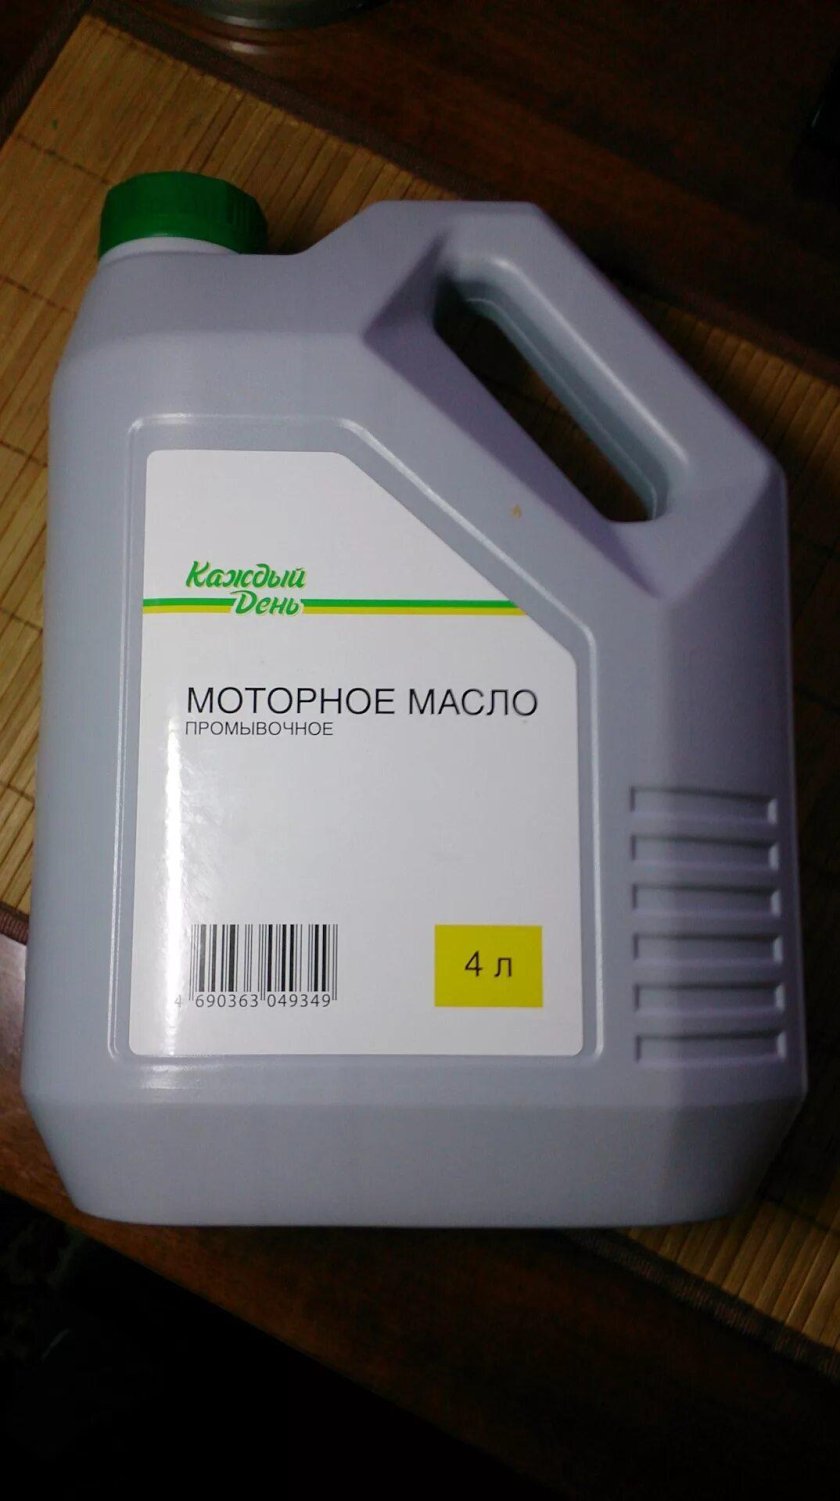 Каждый
День
МОТОРНОЕ МАСЛО
ПРОМЫВОЧНОЕ
4 л
4 690363 049349